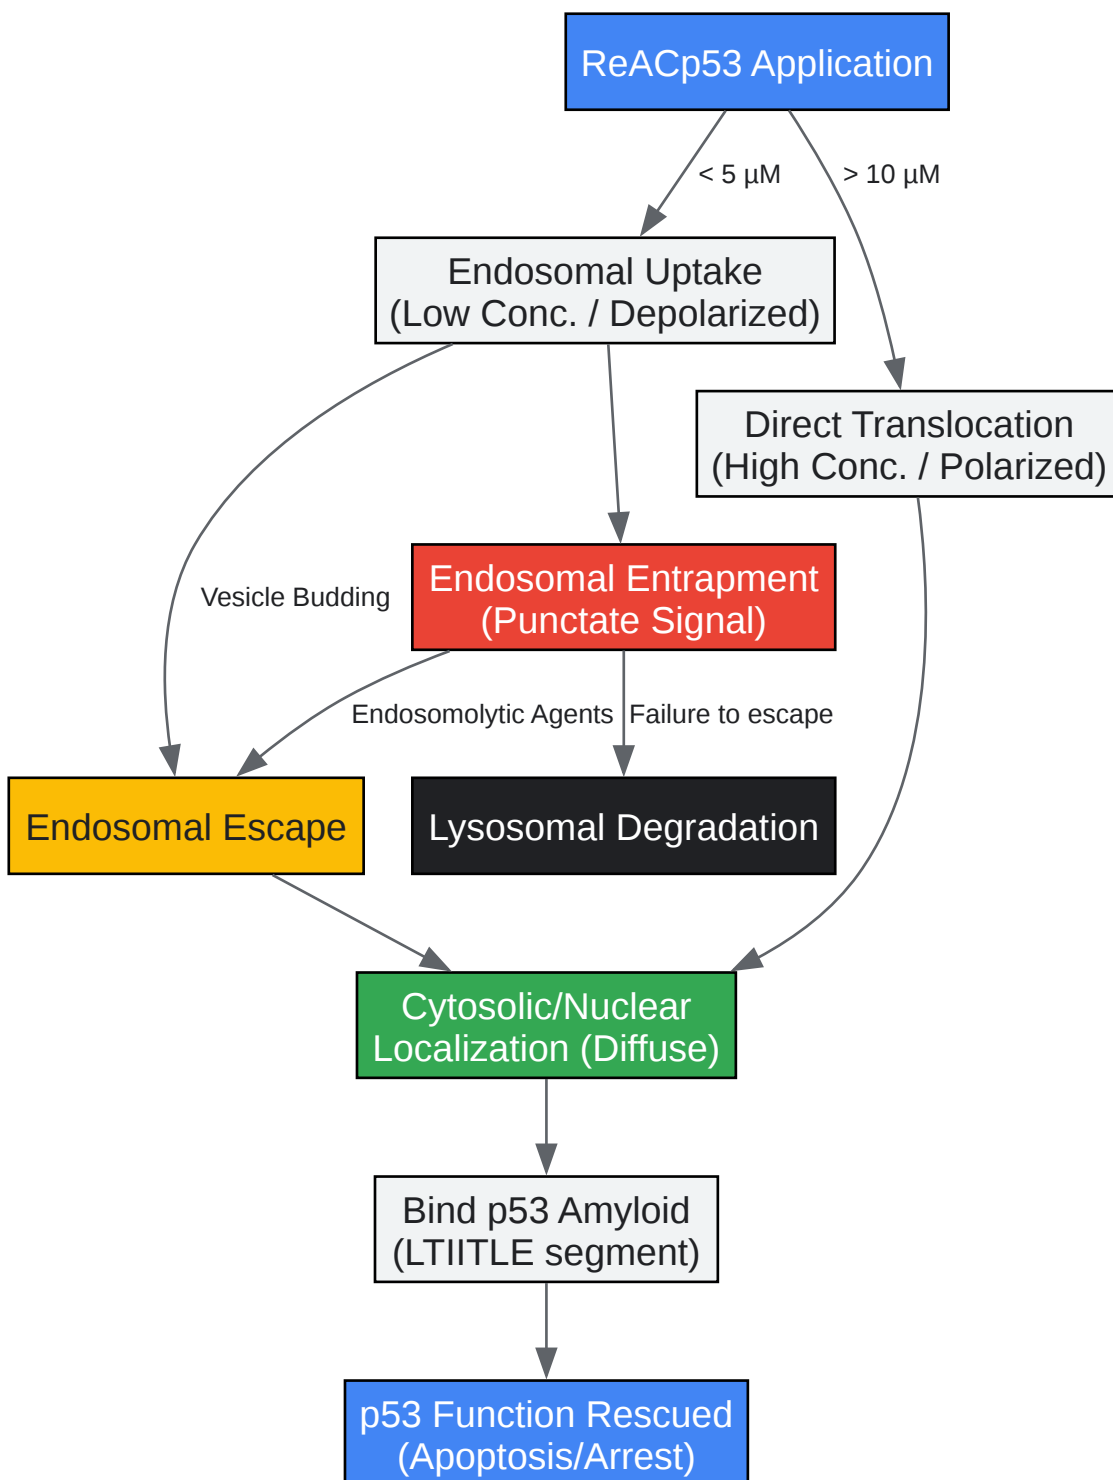 ReACp53 Application
< 5 µM
> 10 µM
Endosomal Uptake
(Low Conc. / Depolarized)
Direct Translocation
(High Conc. / Polarized)
Endosomal Entrapment
(Punctate Signal)
Vesicle Budding
Endosomolytic Agents
Failure to escape
Endosomal Escape
Lysosomal Degradation
Cytosolic/Nuclear
Localization (Diffuse)
Bind p53 Amyloid
(LTIITLE segment)
p53 Function Rescued
(Apoptosis/Arrest)